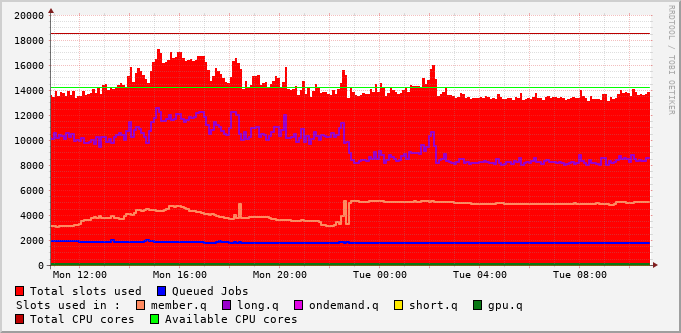 20000
18000
16000
14000
12000
10000
8000
6000
4000
2000
0
Mon 12:00 Mon 16:00 Mon 20:00 Tue 00:00 Tue 04:00 Tue 08:00
Total slots used Queued Jobs
Slots used in : member.q long.q ondemand.q short.q gpu.q
Total CPU cores Available CPU cores
RRDTOOL / TOBI OETIKER